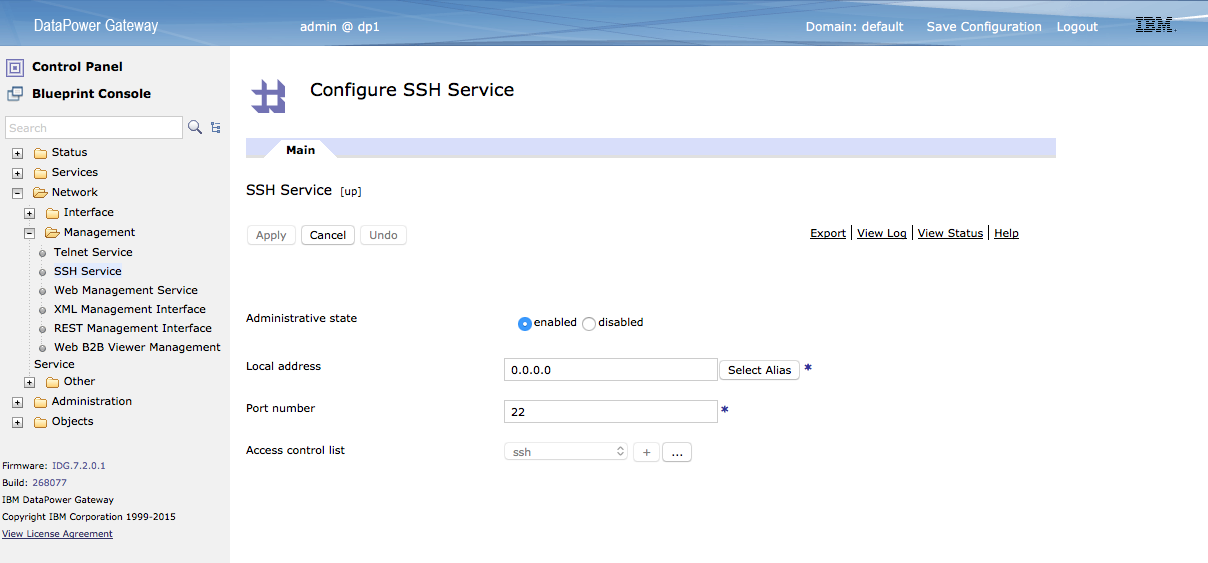 DataPower Gateway
admin @ dp1
Domain: default Save Configuration Logout IBM.
Control Panel
Blueprint Console
Search
Status
Services
Network
Interface
Management
Telnet Service
SSH Service
Web Management Service
XML Management Interface
REST Management Interface
Web B2B Viewer Management
Service
Other
Administration
Objects
Firmware: IDG.7.2.0.1
Build: 268077
IBM DataPower Gateway
Copyright IBM Corporation 1999-2015
View License Agreement
Configure SSH Service
Main
SSH Service [up]
Apply Cancel Undo
Export View Log View Status Help
Administrative state
enabled disabled
Local address
0.0.0.0 Select Alias *
Port number
22 *
Access control list
ssh + ...